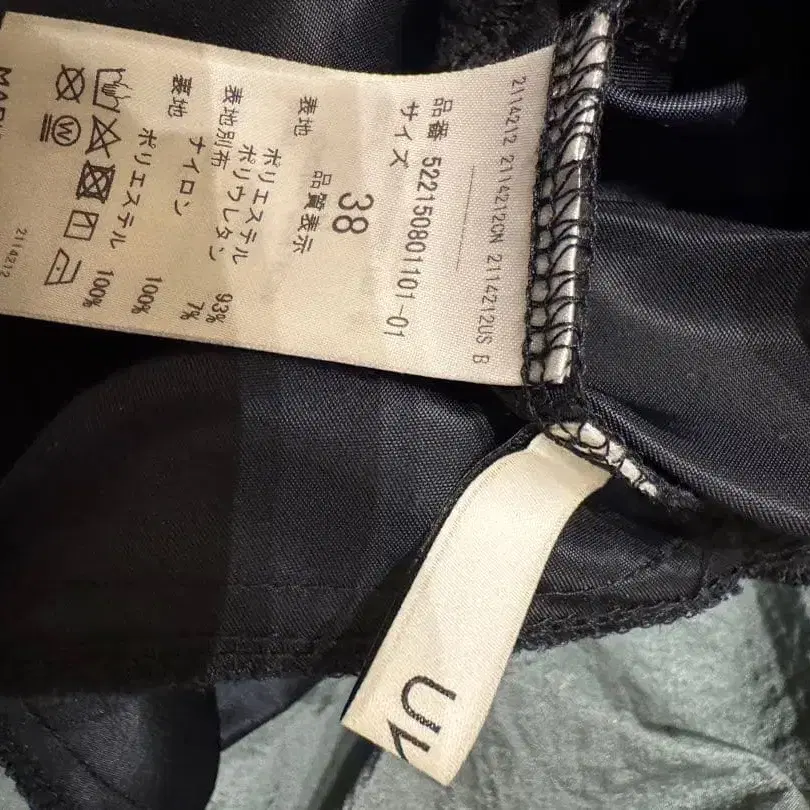 2114212 2114212CN 2114212US B
品番 522150801101-01
サイズ
38
品質表示
表地
ポリエステル 93%
ポリウレタン 7%
表地別布
ナイロン 100%
裏地
ポリエステル 100%
W
2114212